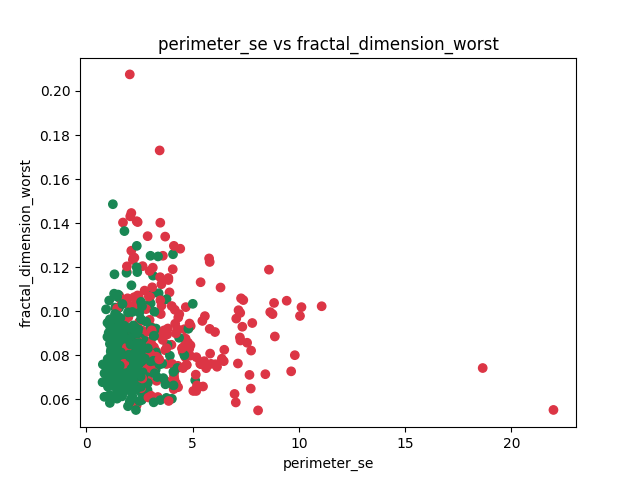 perimeter_se vs fractal_dimension_worst
fractal_dimension_worst
0.20
0.18
0.16
0.14
0.12
0.10
0.08
0.06
0 5 10 15 20
perimeter_se